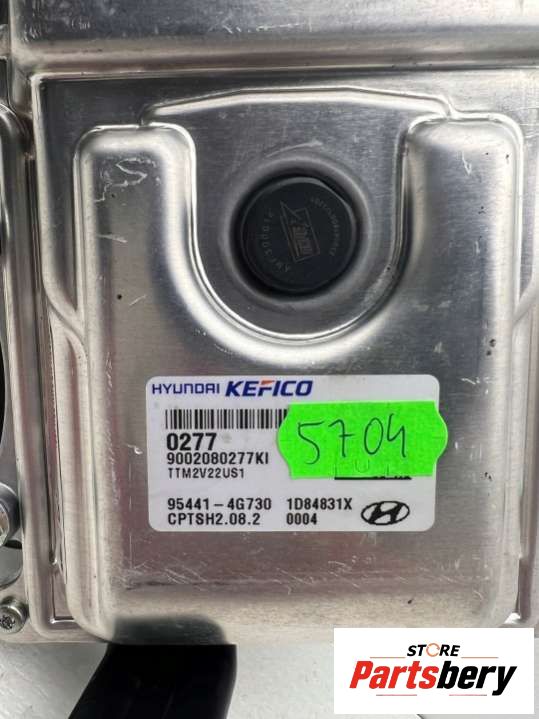 HYUNDAI KEFICO
0277
9002080277KI
TTM2V22US1
5704
95441-4G730 1D84831X
CPTSH2.08.2 0004
STORE
Partsbery